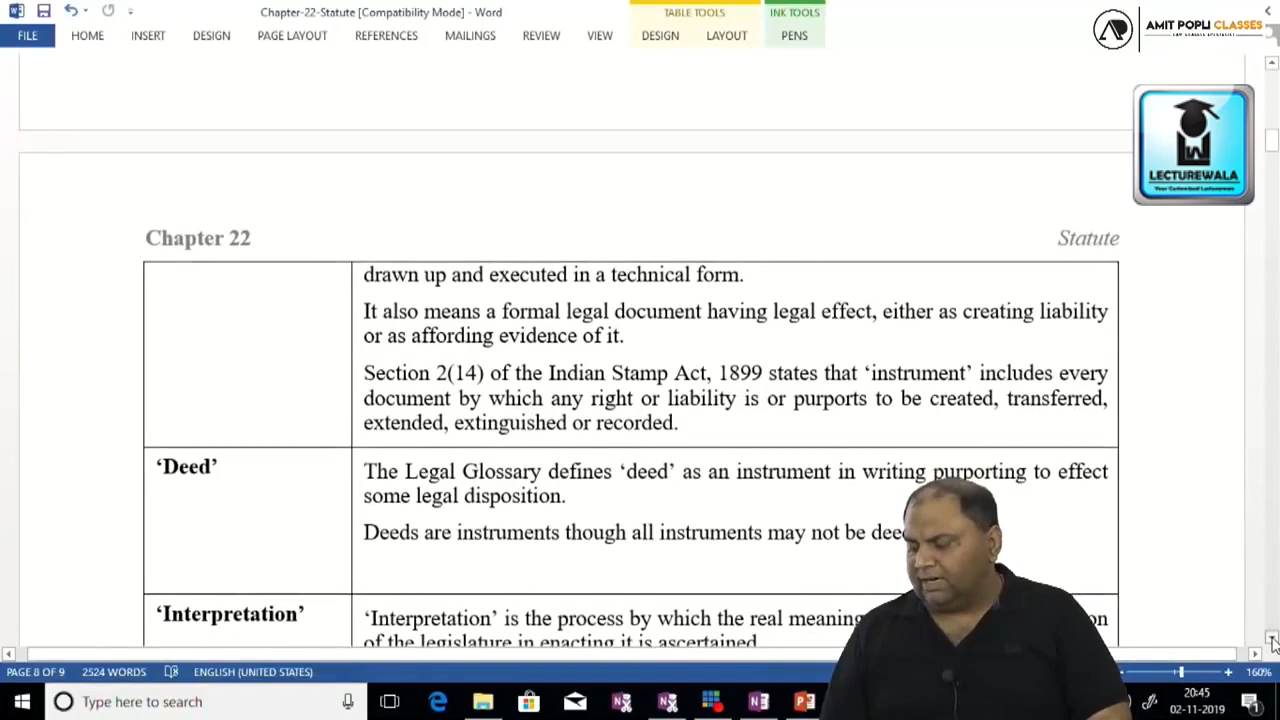 Chapter-22-Statute [Compatibility Mode] - Word
TABLE TOOLS
INK TOOLS
FILE HOME INSERT DESIGN PAGE LAYOUT REFERENCES MAILINGS REVIEW VIEW DESIGN LAYOUT PENS
AMIT POPLI CLASSES
LECTUREWALA
Chapter 22
Statute
drawn up and executed in a technical form.
It also means a formal legal document having legal effect, either as creating liability
or as affording evidence of it.
Section 2(14) of the Indian Stamp Act, 1899 states that ‘instrument’ includes every
document by which any right or liability is or purports to be created, transferred,
extended, extinguished or recorded.
‘Deed’
The Legal Glossary defines ‘deed’ as an instrument in writing purporting to effect
some legal disposition.
Deeds are instruments though all instruments may not be
‘Interpretation’
‘Interpretation’ is the process by which the real meaning
of the legislature in enacting it is ascertained
PAGE 8 OF 9 2524 WORDS ENGLISH (UNITED STATES)
160%
Type here to search
20:45
02-11-2019